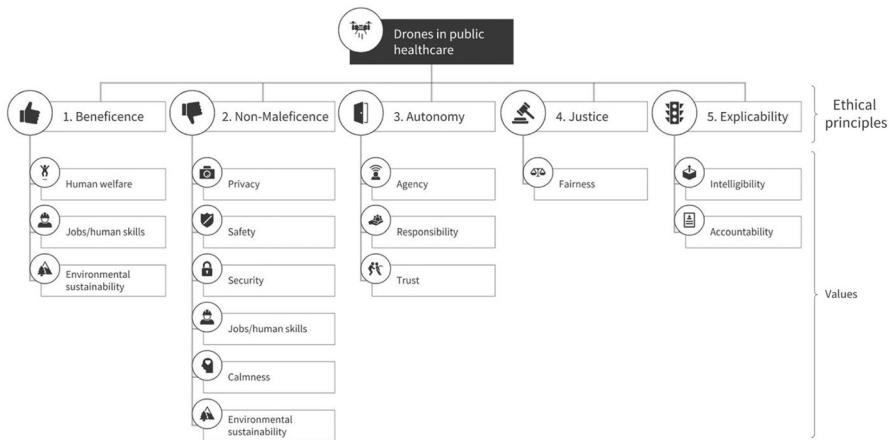 Drones in public
healthcare
1. Beneficence
2. Non-Maleficence
3. Autonomy
4. Justice
5. Explicability
Ethical
principles
Human welfare
Jobs/human skills
Environmental
sustainability
Privacy
Safety
Security
Jobs/human skills
Calmness
Environmental
sustainability
Agency
Responsibility
Trust
Fairness
Intelligibility
Accountability
Values